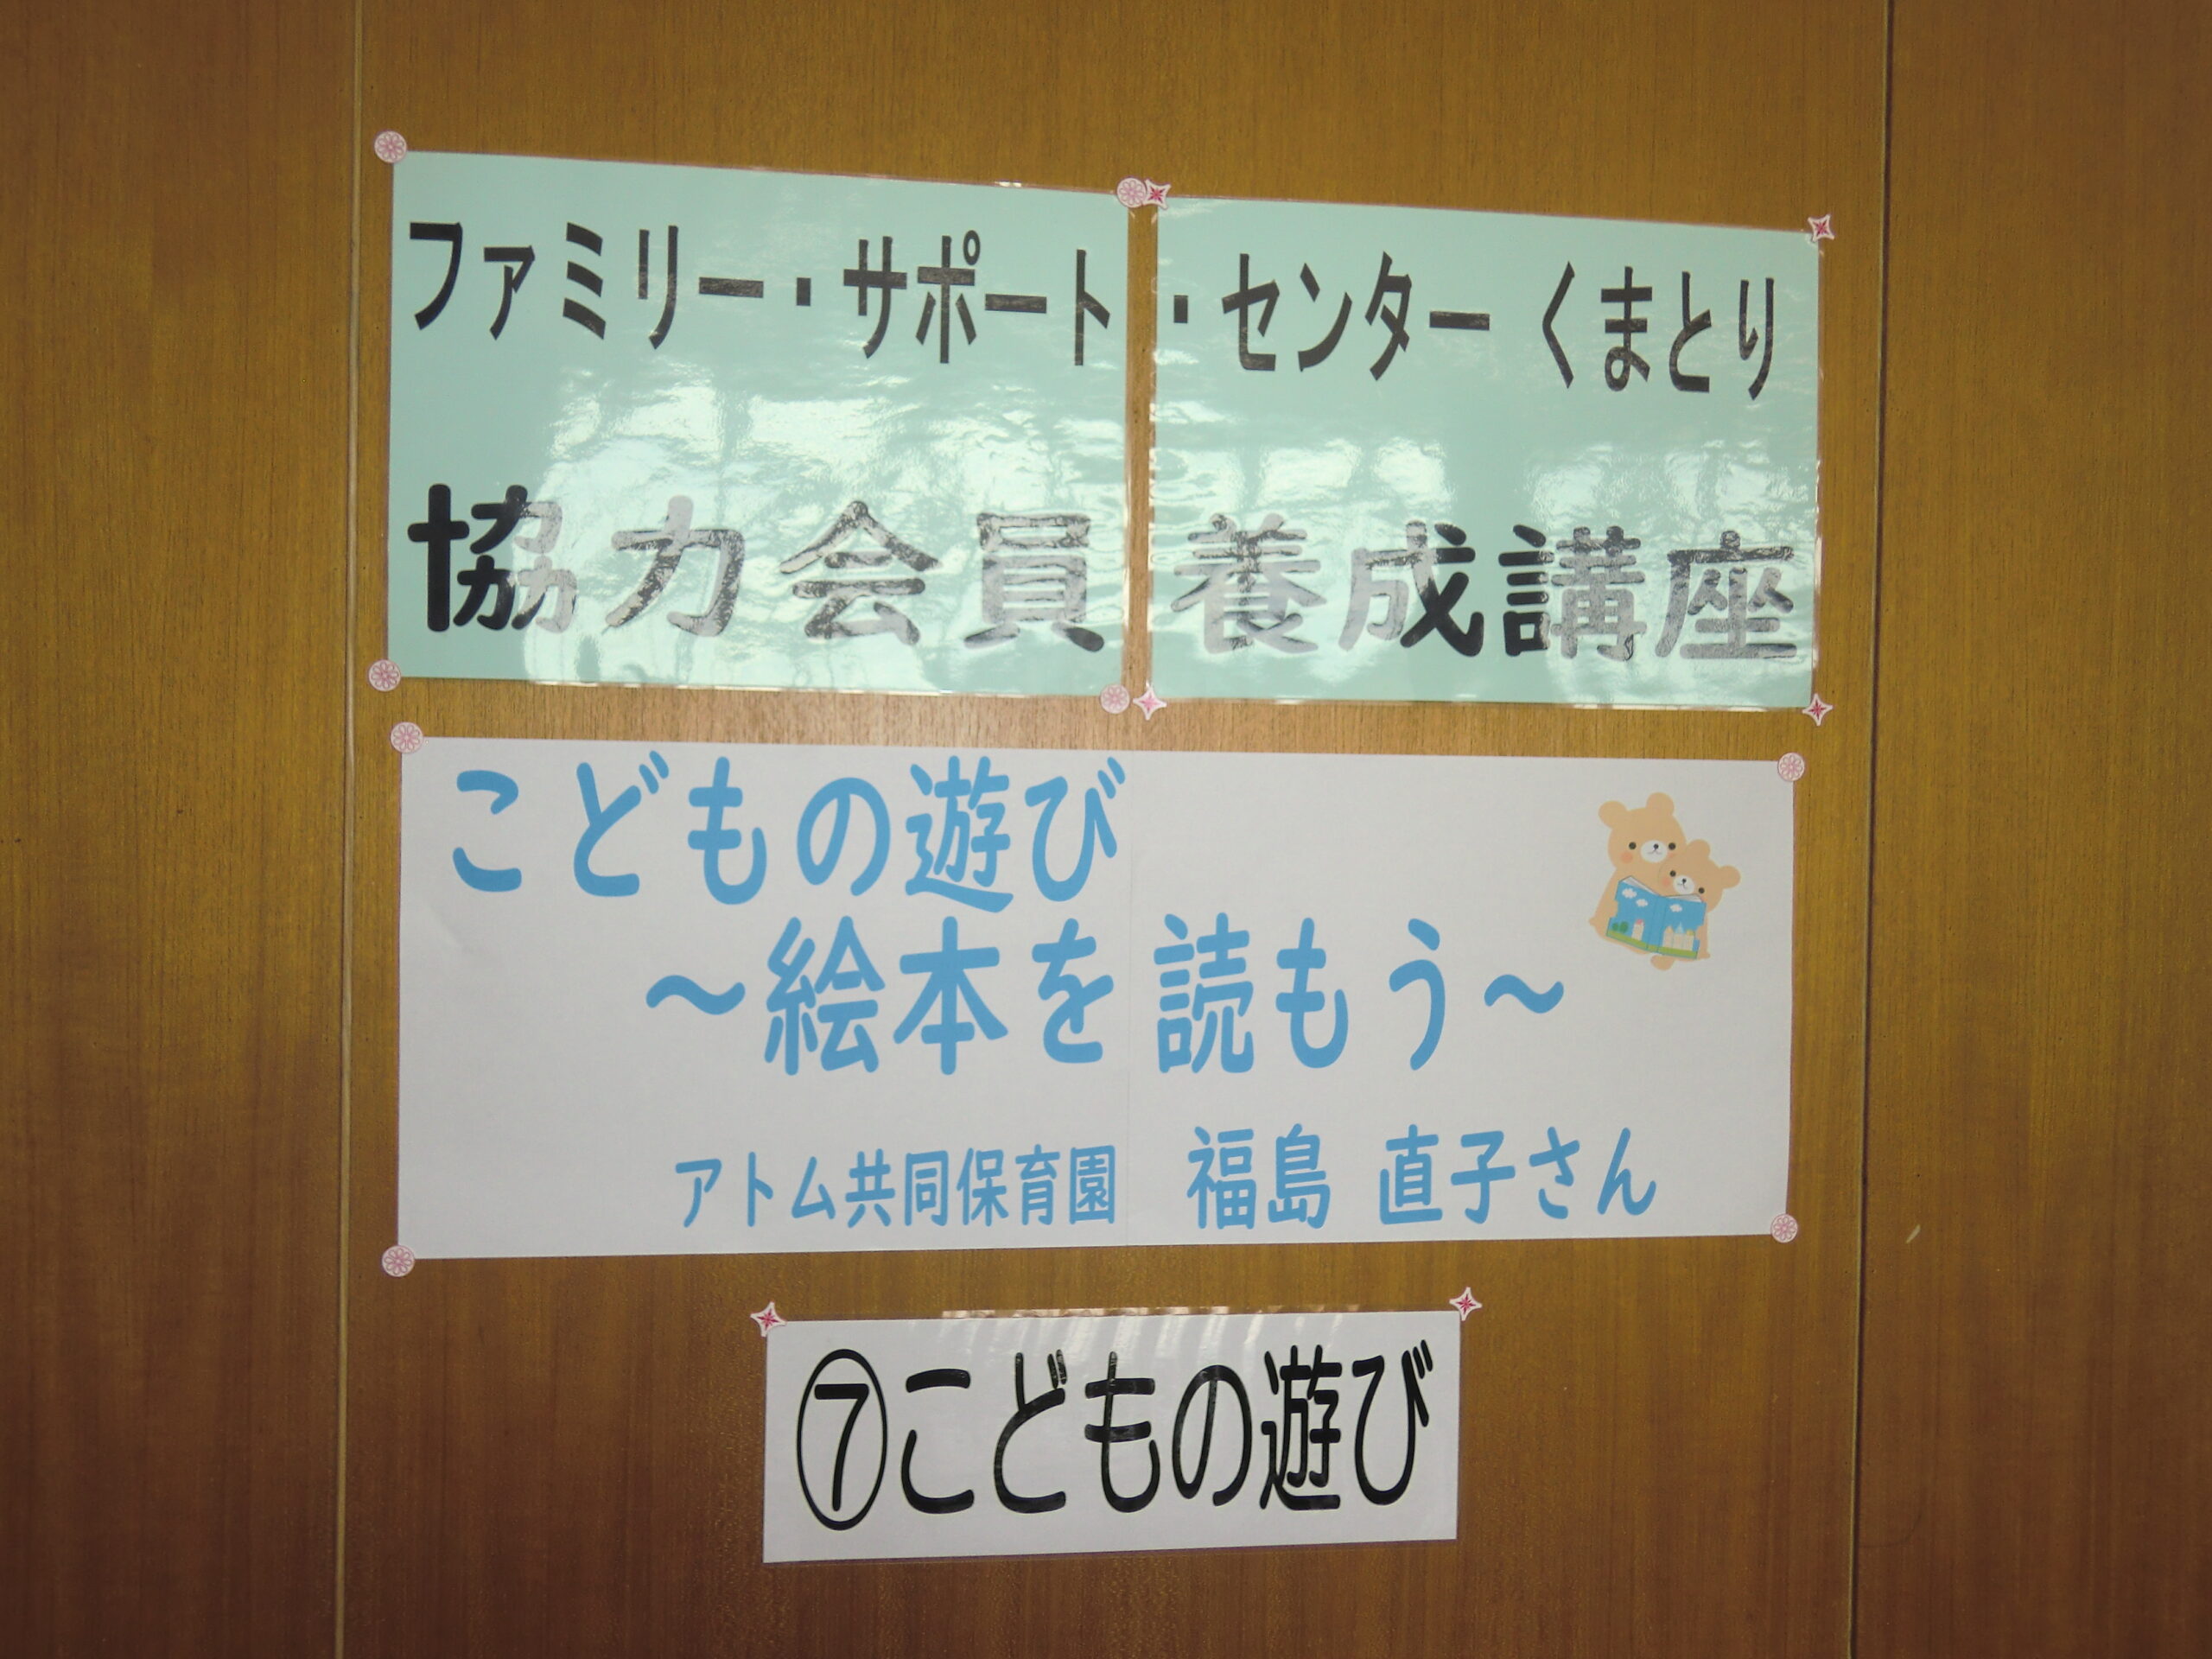 ファミリー・サポート・センター くまとり
協力会員養成講座
こどもの遊び
～絵本を読もう～
アトム共同保育園 福島 直子さん
⑦こどもの遊び